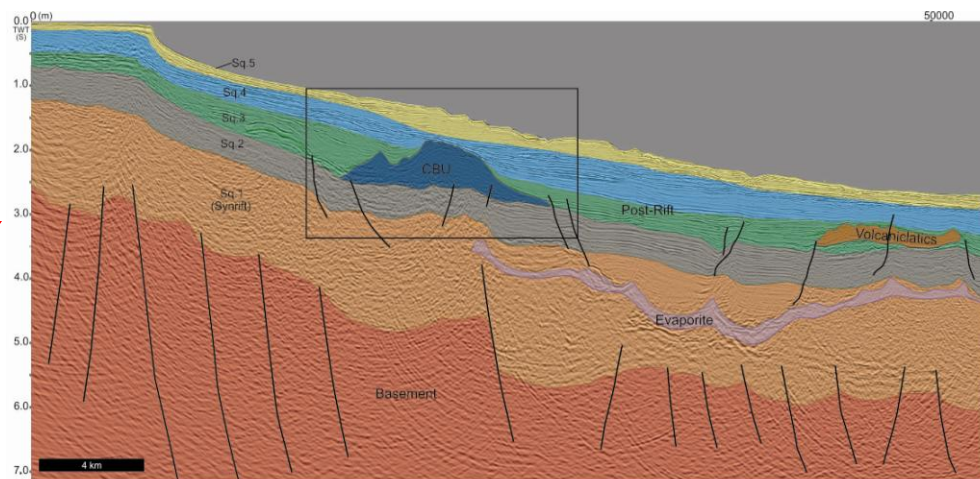 0 (m)
50000
0.0
TWT
(S)
1.0
2.0
3.0
4.0
5.0
6.0
7.0
Sq.5
Sq.4
Sq.3
Sq.2
Sq.1
(Synrift)
CBU
Post-Rift
Volcaniclatics
Evaporite
Basement
4 km